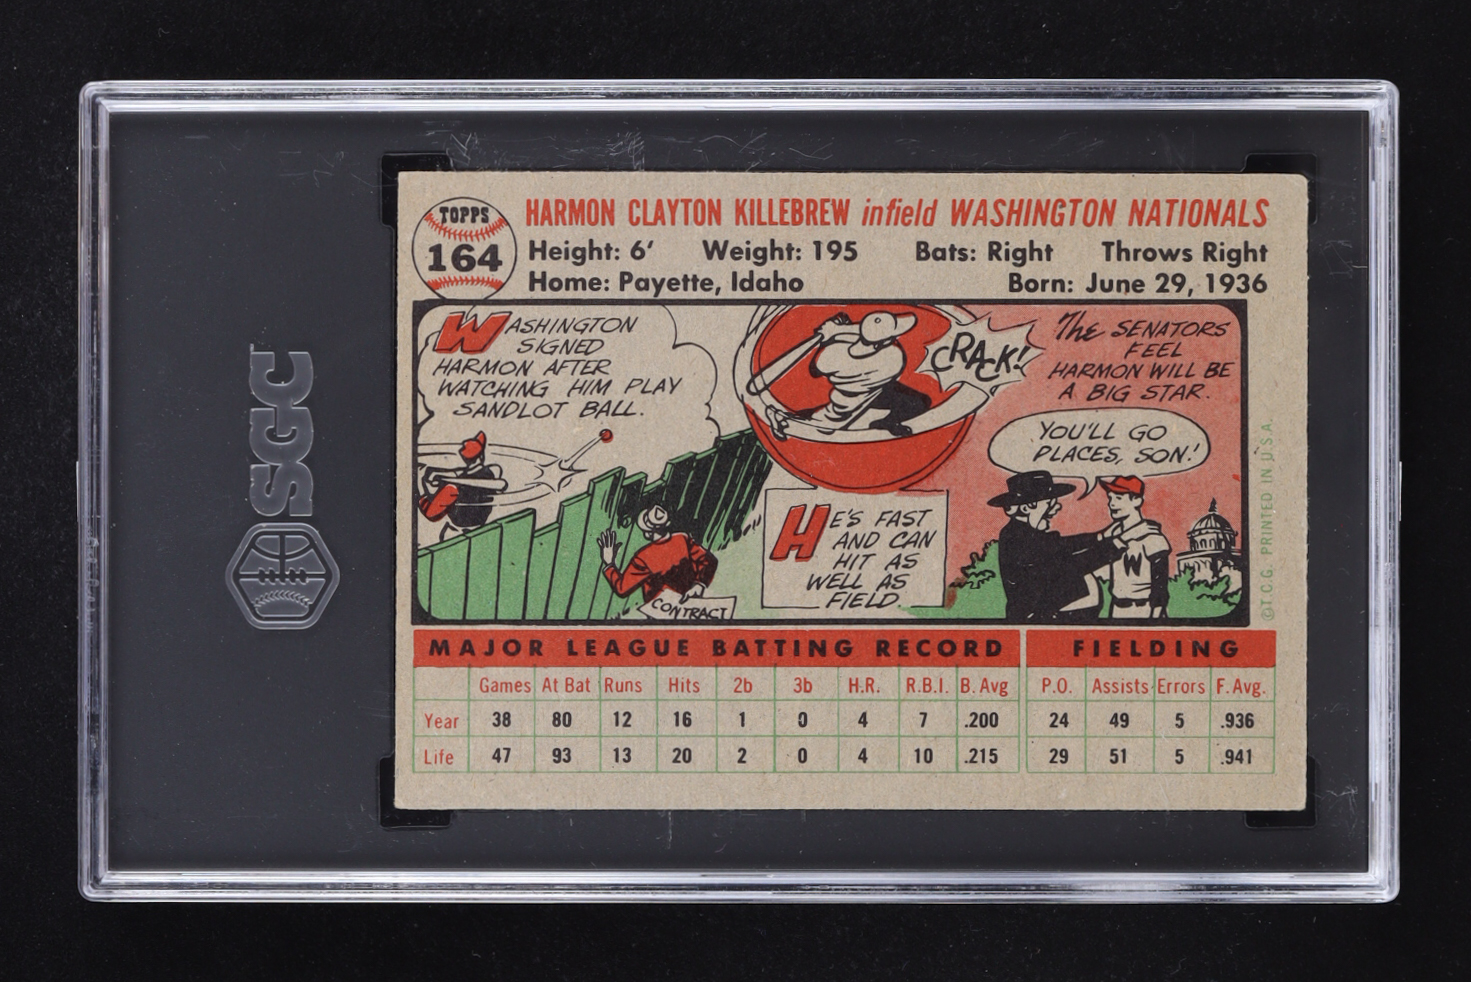 SGC
TOPPS
164
HARMON CLAYTON KILLEBREW infield WASHINGTON NATIONALS
Height: 6' Weight: 195 Bats: Right Throws Right
Home: Payette, Idaho Born: June 29, 1936
WASHINGTON
SIGNED
HARMON AFTER
WATCHING HIM PLAY
SANDLOT BALL.
CONTRACT
CRACK!
HE'S FAST
AND CAN
HIT AS
WELL AS
FIELD
THE SENATORS
FEEL
HARMON WILL BE
A BIG STAR.
YOU'LL GO
PLACES, SON!
W
©T.C.G. PRINTED IN U.S.A.
MAJOR LEAGUE BATTING RECORD FIELDING
Games At Bat Runs Hits 2b 3b H.R. R.B.I. B. Avg P.O. Assists Errors F. Avg.
Year 38 80 12 16 1 0 4 7 .200 24 49 5 .936
Life 47 93 13 20 2 0 4 10 .215 29 51 5 .941